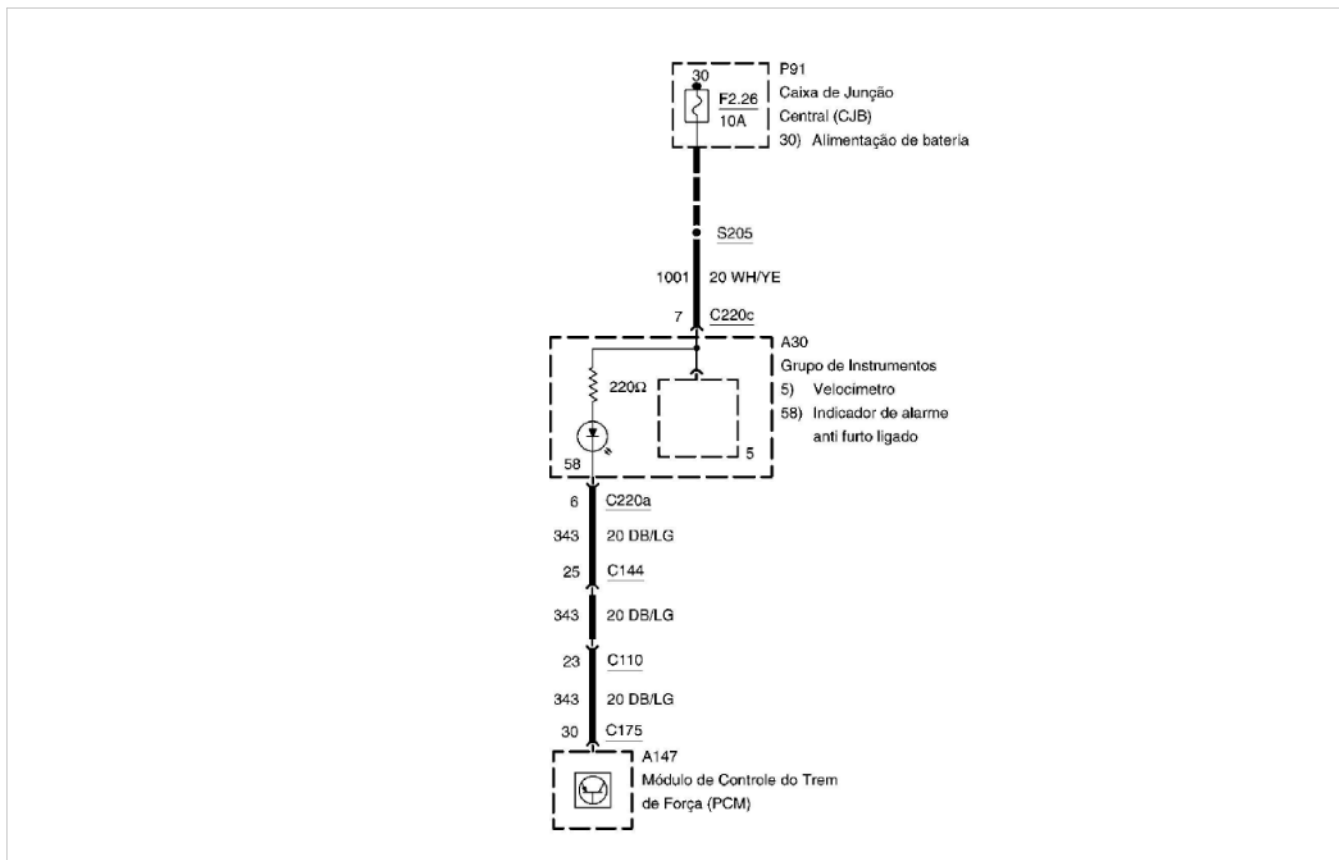 30
F2.26
10A
P91
Caixa de Junção
Central (CJB)
30) Alimentação de bateria
S205
1001 20 WH/YE
7 C220c
A30
Grupo de Instrumentos
5) Velocímetro
58) Indicador de alarme
anti furto ligado
220Ω
5
58
6 C220a
343 20 DB/LG
25 C144
343 20 DB/LG
23 C110
343 20 DB/LG
30 C175
A147
Módulo de Controle do Trem
de Força (PCM)